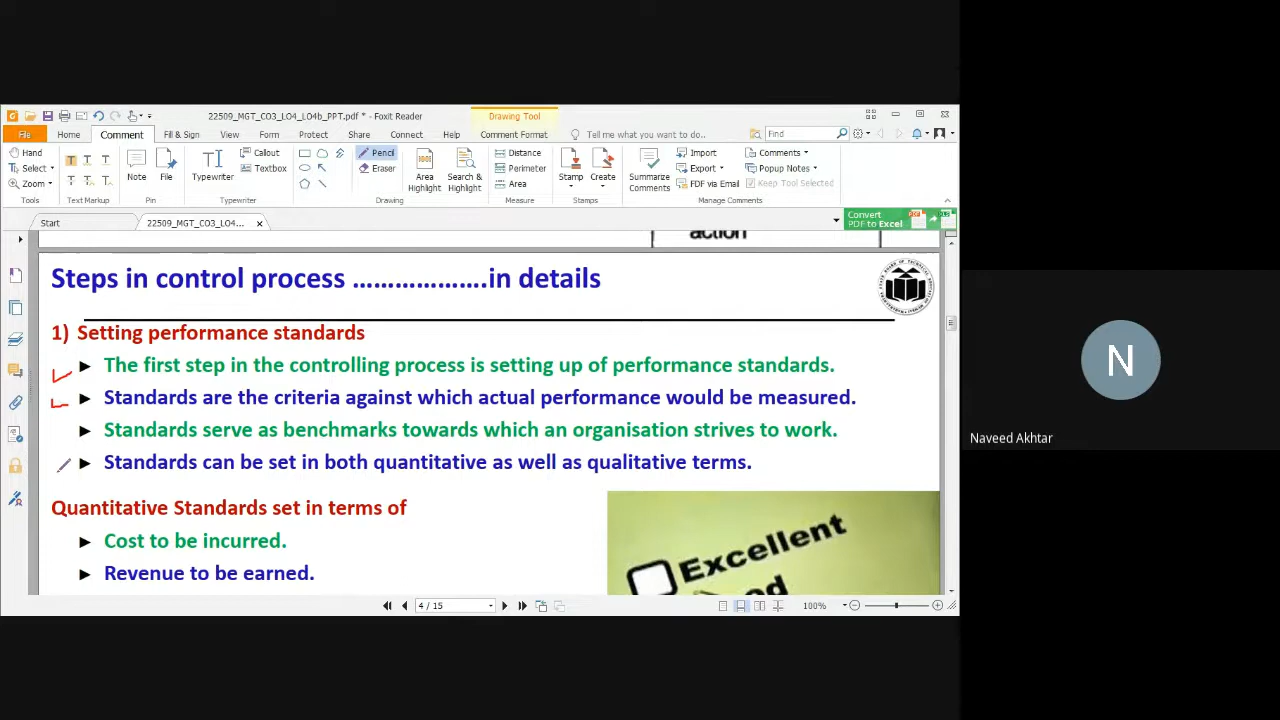 22509_MGT_CO3_LO4_LO4b_PPT.pdf * - Foxit Reader
Drawing Tool
File Home Comment Fill & Sign View Form Protect Share Connect Help Comment Format Tell me what you want to do.. Find
Hand
Select
Zoom
Tools
Text Markup
Note
File
Pin
Typewriter
Callout
Textbox
Typewriter
Pencil
Eraser
Drawing
Area Highlight
Search & Highlight
Distance
Perimeter
Area
Measure
Stamp
Create
Stamps
Summarize Comments
Import
Export
FDF via Email
Comments
Popup Notes
Keep Tool Selected
Manage Comments
Start
22509_MGT_CO3_LO4...
Convert
PDF to Excel
action
Steps in control process ……………….in details
1) Setting performance standards
► The first step in the controlling process is setting up of performance standards.
► Standards are the criteria against which actual performance would be measured.
► Standards serve as benchmarks towards which an organisation strives to work.
► Standards can be set in both quantitative as well as qualitative terms.
Quantitative Standards set in terms of
► Cost to be incurred.
► Revenue to be earned.
Excellent
4 / 15
100%
N
Naveed Akhtar